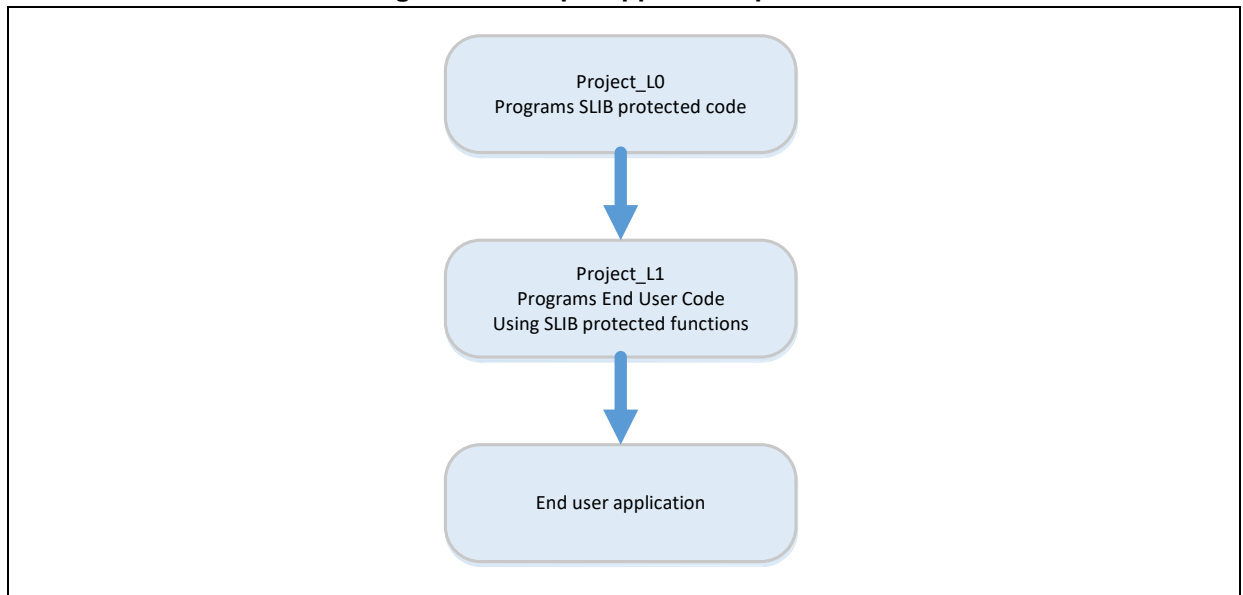 Project_L0
Programs SLIB protected code
Project_L1
Programs End User Code
Using SLIB protected functions
End user application